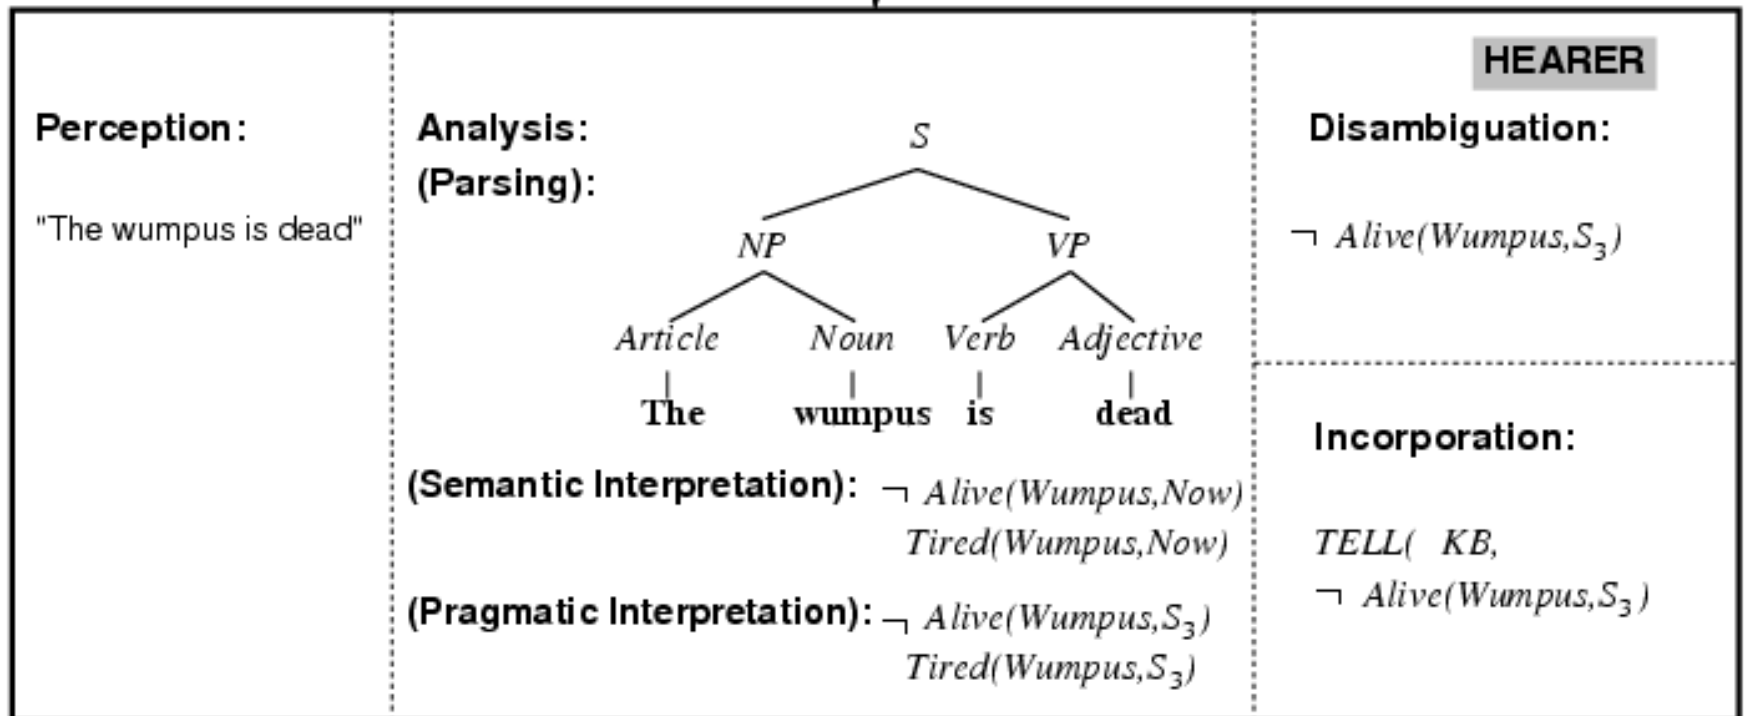 HEARER
Perception:
"The wumpus is dead"
Analysis:
(Parsing):
S
NP VP
Article Noun Verb Adjective
The wumpus is dead
(Semantic Interpretation): ¬ Alive(Wumpus,Now)
Tired(Wumpus,Now)
(Pragmatic Interpretation): ¬ Alive(Wumpus,S₃)
Tired(Wumpus,S₃)
Disambiguation:
¬ Alive(Wumpus,S₃)
Incorporation:
TELL( KB,
¬ Alive(Wumpus,S₃)